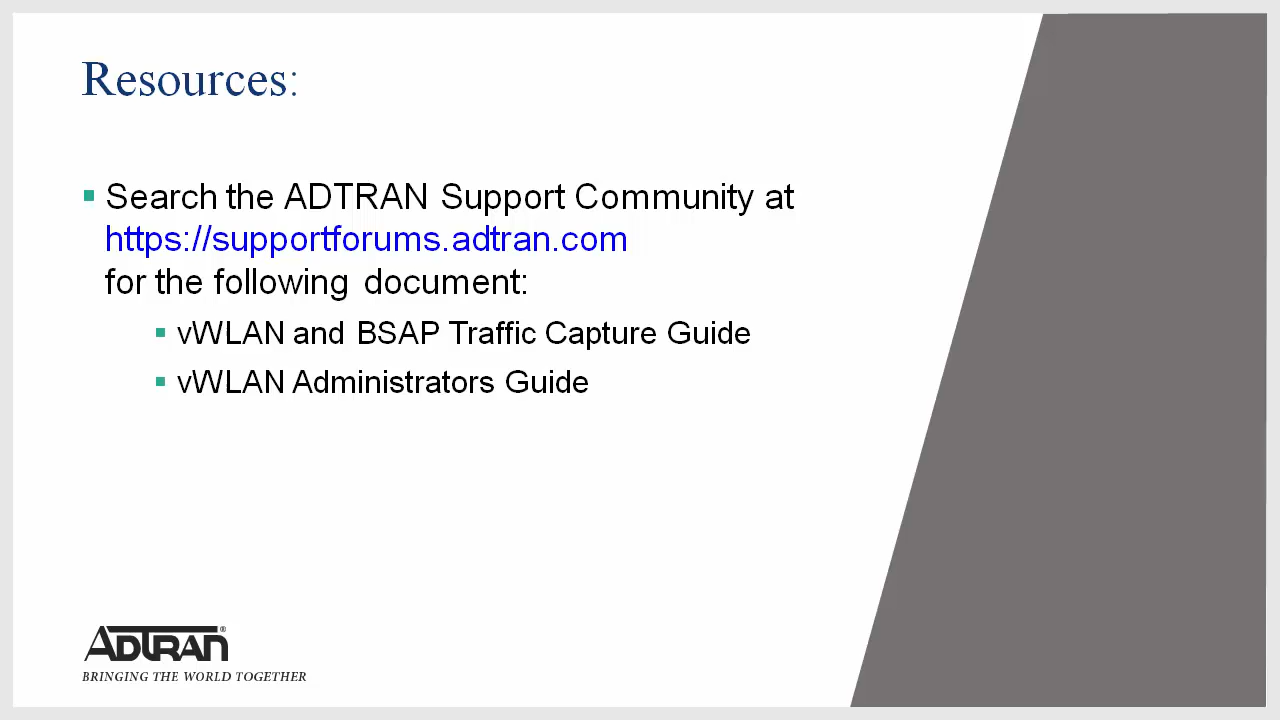 Resources:
Search the ADTRAN Support Community at
https://supportforums.adtran.com
for the following document:
vWLAN and BSAP Traffic Capture Guide
vWLAN Administrators Guide
ADTRAN®
BRINGING THE WORLD TOGETHER